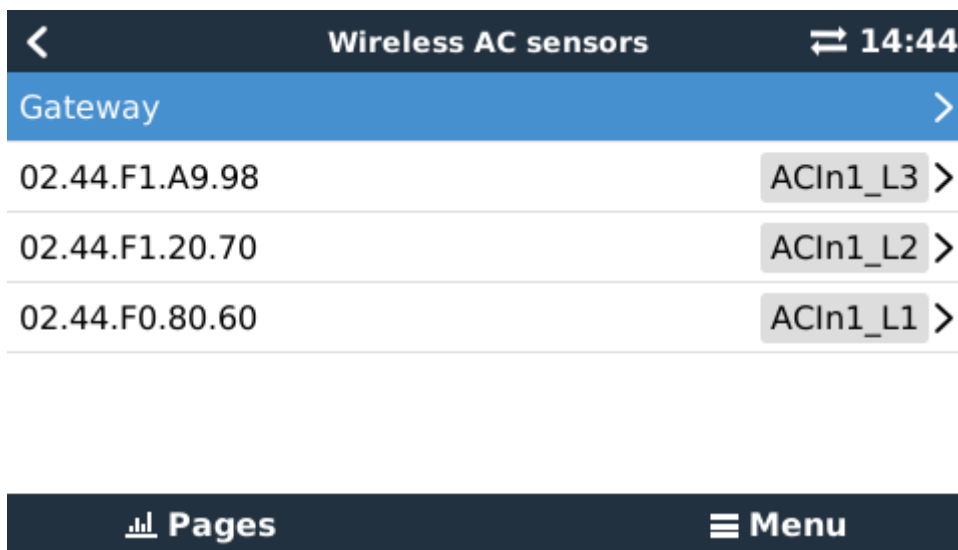 Wireless AC sensors 14:44
Gateway
02.44.F1.A9.98 ACIn1_L3
02.44.F1.20.70 ACIn1_L2
02.44.F0.80.60 ACIn1_L1
Pages Menu